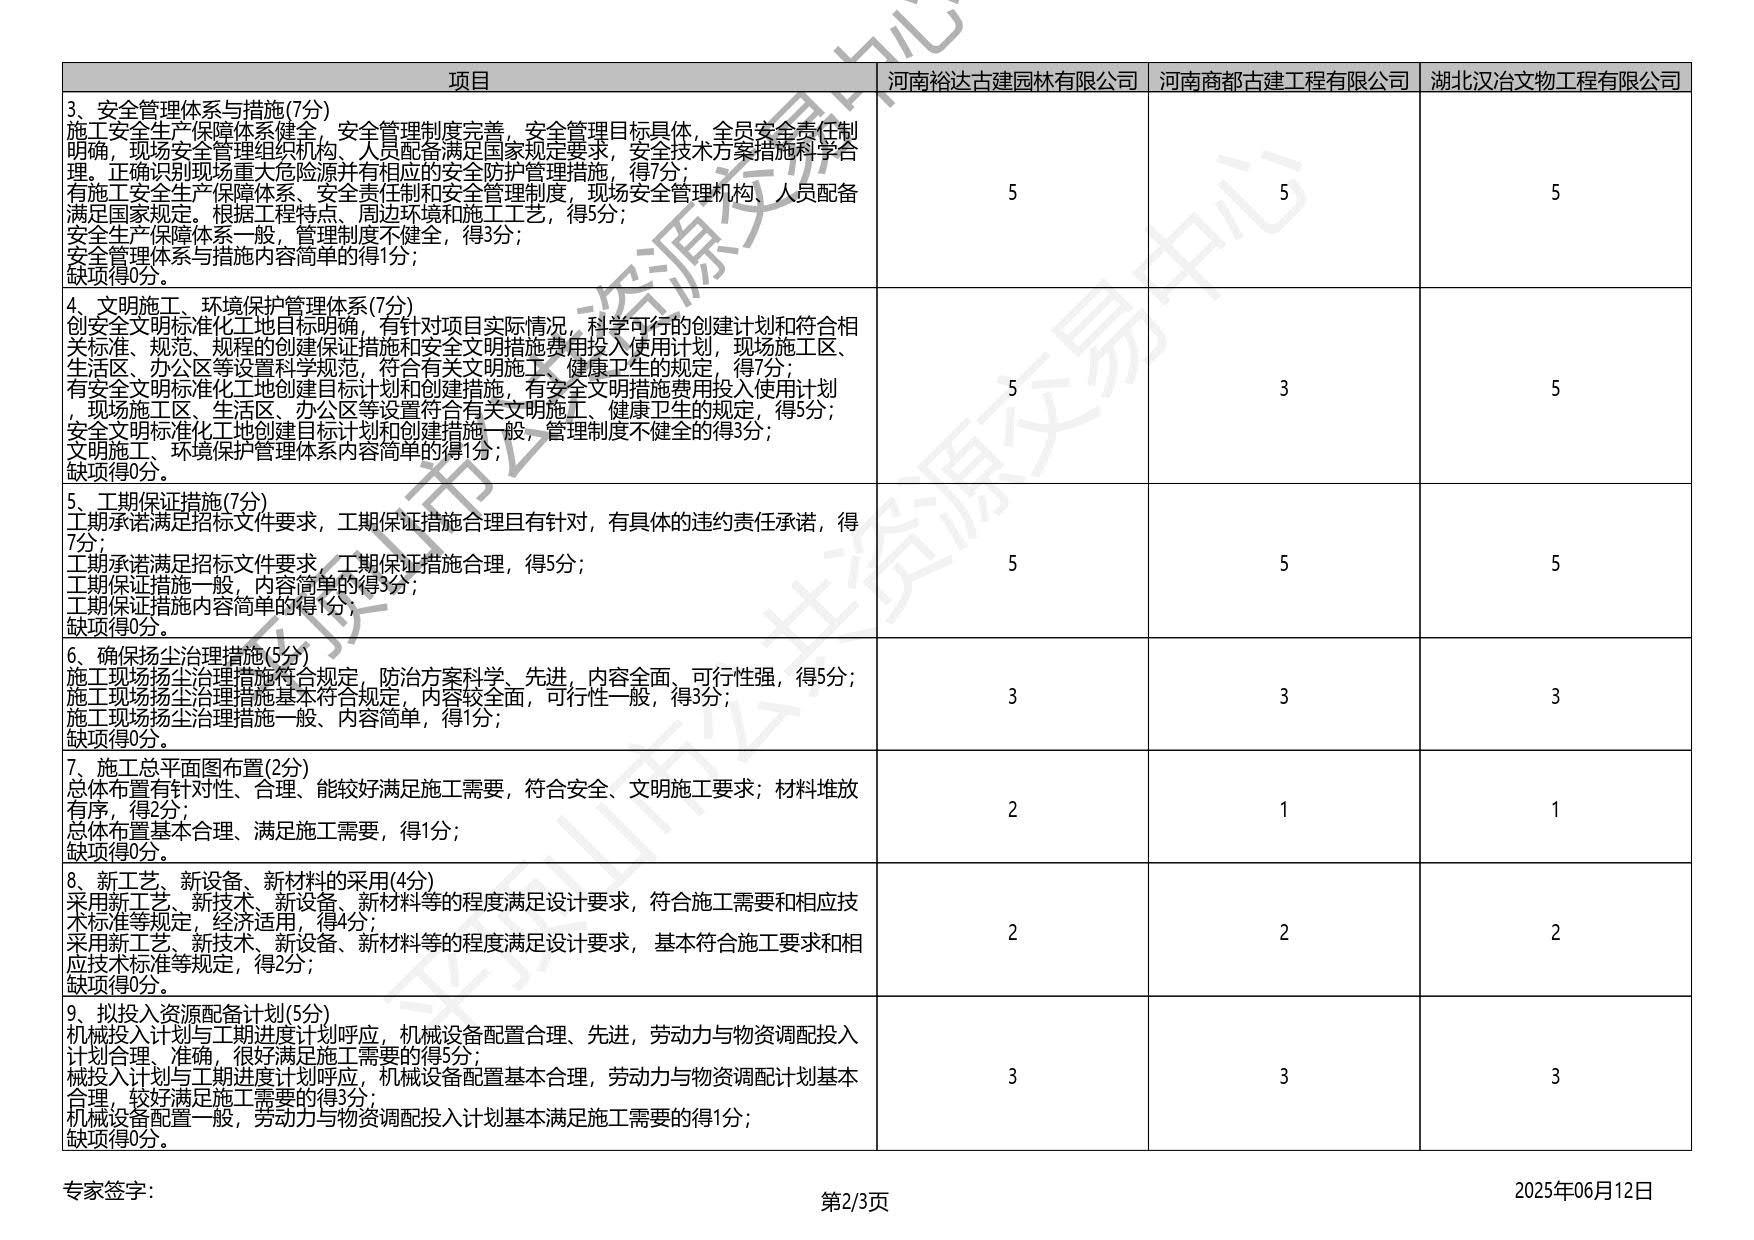 项目 河南裕达古建园林有限公司 河南商都古建工程有限公司 湖北汉冶文物工程有限公司
3、安全管理体系与措施(7分)
施工安全生产保障体系健全，安全管理制度完善，安全管理目标具体，全员安全责任制
明确，现场安全管理组织机构、人员配备满足国家规定要求，安全技术方案措施科学合
理。正确识别现场重大危险源并有相应的安全防护管理措施，得7分；
有施工安全生产保障体系、安全责任制和安全管理制度，现场安全管理机构、人员配备
满足国家规定。根据工程特点、周边环境和施工工艺，得5分；
安全生产保障体系一般，管理制度不健全，得3分；
安全管理体系与措施内容简单的得1分；
缺项得0分。
5 5 5
4、文明施工、环境保护管理体系(7分)
创安全文明标准化工地目标明确，有针对项目实际情况，科学可行的创建计划和符合相
关标准、规范、规程的创建保证措施和安全文明措施费用投入使用计划，现场施工区、
生活区、办公区等设置科学规范，符合有关文明施工、健康卫生的规定，得7分；
有安全文明标准化工地创建目标计划和创建措施，有安全文明措施费用投入使用计划
，现场施工区、生活区、办公区等设置符合有关文明施工、健康卫生的规定，得5分；
安全文明标准化工地创建目标计划和创建措施一般，管理制度不健全的得3分；
文明施工、环境保护管理体系内容简单的得1分；
缺项得0分。
5 3 5
5、工期保证措施(7分)
工期承诺满足招标文件要求，工期保证措施合理且有针对，有具体的违约责任承诺，得
7分；
工期承诺满足招标文件要求，工期保证措施合理，得5分；
工期保证措施一般，内容简单的得3分；
工期保证措施内容简单的得1分；
缺项得0分。
5 5 5
6、确保扬尘治理措施(5分)
施工现场扬尘治理措施符合规定，防治方案科学、先进，内容全面、可行性强，得5分；
施工现场扬尘治理措施基本符合规定，内容较全面，可行性一般，得3分；
施工现场扬尘治理措施一般、内容简单，得1分；
缺项得0分。
3 3 3
7、施工总平面图布置(2分)
总体布置有针对性、合理、能较好满足施工需要，符合安全、文明施工要求；材料堆放
有序，得2分；
总体布置基本合理、满足施工需要，得1分；
缺项得0分。
2 1 1
8、新工艺、新设备、新材料的采用(4分)
采用新工艺、新技术、新设备、新材料等的程度满足设计要求，符合施工需要和相应技
术标准等规定，经济适用，得4分；
采用新工艺、新技术、新设备、新材料等的程度满足设计要求， 基本符合施工要求和相
应技术标准等规定，得2分；
缺项得0分。
2 2 2
9、拟投入资源配备计划(5分)
机械投入计划与工期进度计划呼应，机械设备配置合理、先进，劳动力与物资调配投入
计划合理、准确，很好满足施工需要的得5分；
械投入计划与工期进度计划呼应，机械设备配置基本合理，劳动力与物资调配计划基本
合理，较好满足施工需要的得3分；
机械设备配置一般，劳动力与物资调配投入计划基本满足施工需要的得1分；
缺项得0分。
3 3 3
专家签字：
第2/3页
2025年06月12日
平顶山市公共资源交易中心
平顶山市公共资源交易中心